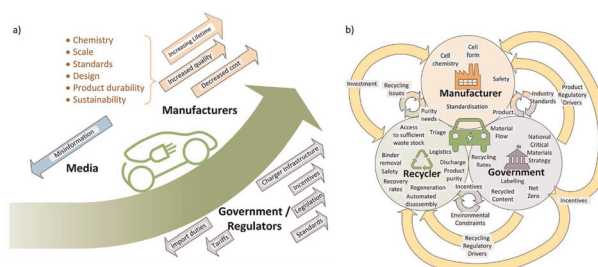 a)
• Chemistry
• Scale
• Standards
• Design
• Product durability
• Sustainability
Increasing Lifetime
Increased quality
Decreased cost
Manufacturers
Misinformation
Media
Charger infrastructure
Incentives
Legislation
Standards
Government /
Regulators
Import duties
Tariffs
b)
Cell
chemistry
Cell
form
Safety
Manufacturer
Standardisation
Investment
Recycling
Issues
Purity
needs
Product
Industry
Standards
Product
Regulatory
Drivers
Access to
sufficient
waste stock
Triage
Material
Flow
National
Critical
Materials
Strategy
Logistics
Binder
removal
Safety
Discharge
Product
purity
Recycling
Rates
Recycler
Government
Labelling
Recovery
rates
Regeneration
Automated
disassembly
Incentives
Recycled
Content
Net
Zero
Incentives
Environmental
Constraints
Recycling
Regulatory
Drivers